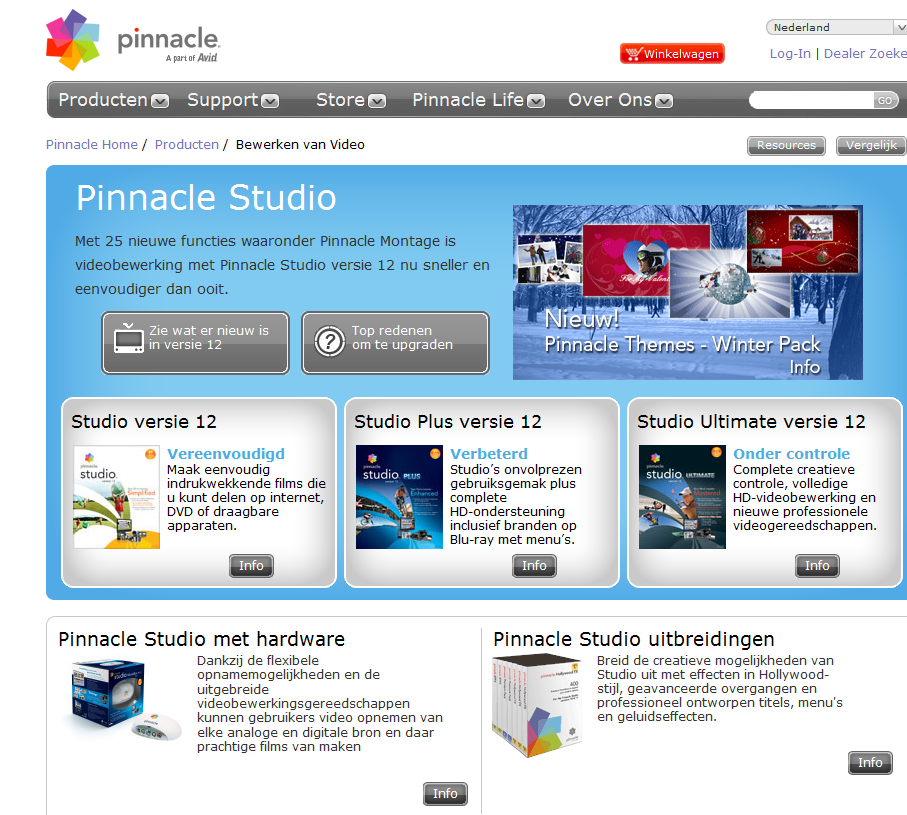 pinnacle.
A part of Avid
Nederland
Winkelwagen
Log-In | Dealer Zoeke
Producten Support Store Pinnacle Life Over Ons GO
Pinnacle Home / Producten / Bewerken van Video
Resources Vergelijk
Pinnacle Studio
Met 25 nieuwe functies waaronder Pinnacle Montage is
videobewerking met Pinnacle Studio versie 12 nu sneller en
eenvoudiger dan ooit.
Zie wat er nieuw is
in versie 12
Top redenen
om te upgraden
Nieuw!
Pinnacle Themes - Winter Pack
Info
Studio versie 12
studio
Simplified
Vereenvoudigd
Maak eenvoudig
indrukwekkende films die
u kunt delen op internet,
DVD of draagbare
apparaten.
Info
Studio Plus versie 12
studio PLUS
Enhanced
Verbeterd
Studio’s onvolprezen
gebruiksgemak plus
complete
HD-ondersteuning
inclusief branden op
Blu-ray met menu’s.
Info
Studio Ultimate versie 12
studio ULTIMATE
Mastered
Onder controle
Complete creatieve
controle, volledige
HD-videobewerking en
nieuwe professionele
videogereedschappen.
Info
Pinnacle Studio met hardware
Dankzij de flexibele
opnamemogelijkheden en de
uitgebreide
videobewerkingsgereedschappen
kunnen gebruikers video opnemen van
elke analoge en digitale bron en daar
prachtige films van maken
Info
Pinnacle Studio uitbreidingen
400
Breid de creatieve mogelijkheden van
Studio uit met effecten in Hollywood-
stijl, geavanceerde overgangen en
professioneel ontworpen titels, menu's
en geluidseffecten.
Info